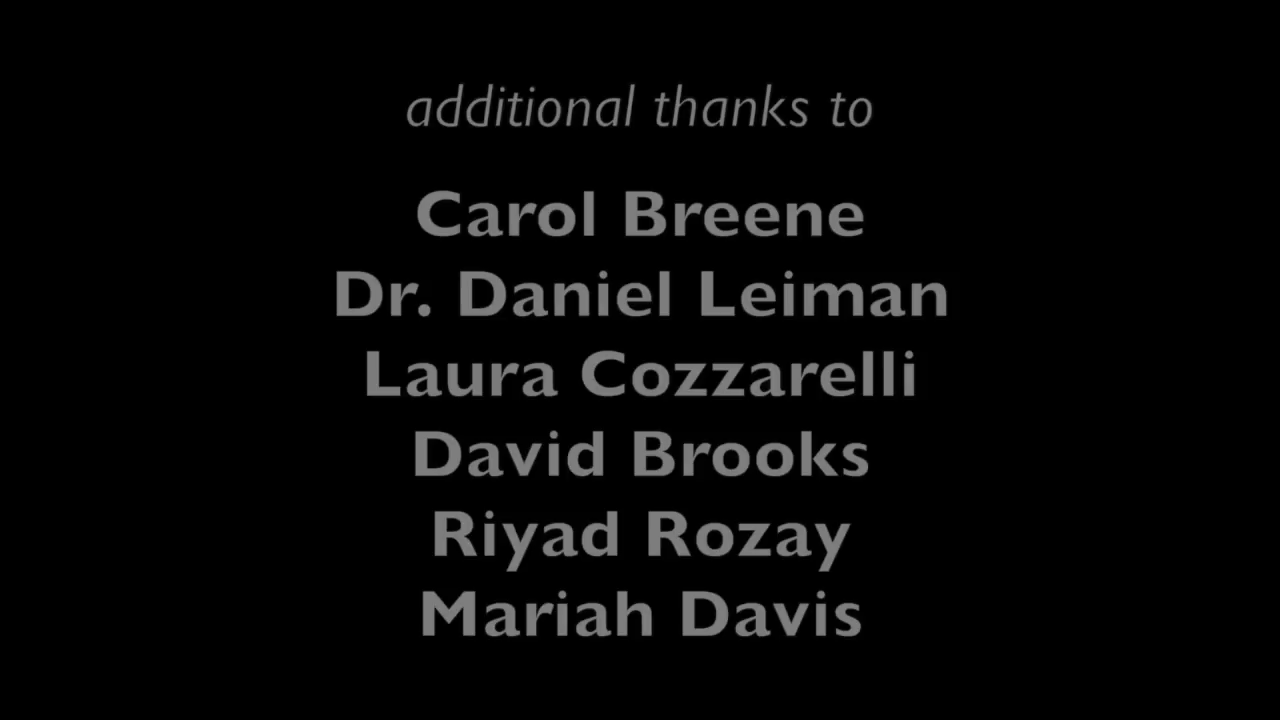 additional thanks to
Carol Breene
Dr. Daniel Leiman
Laura Cozzarelli
David Brooks
Riyad Rozay
Mariah Davis